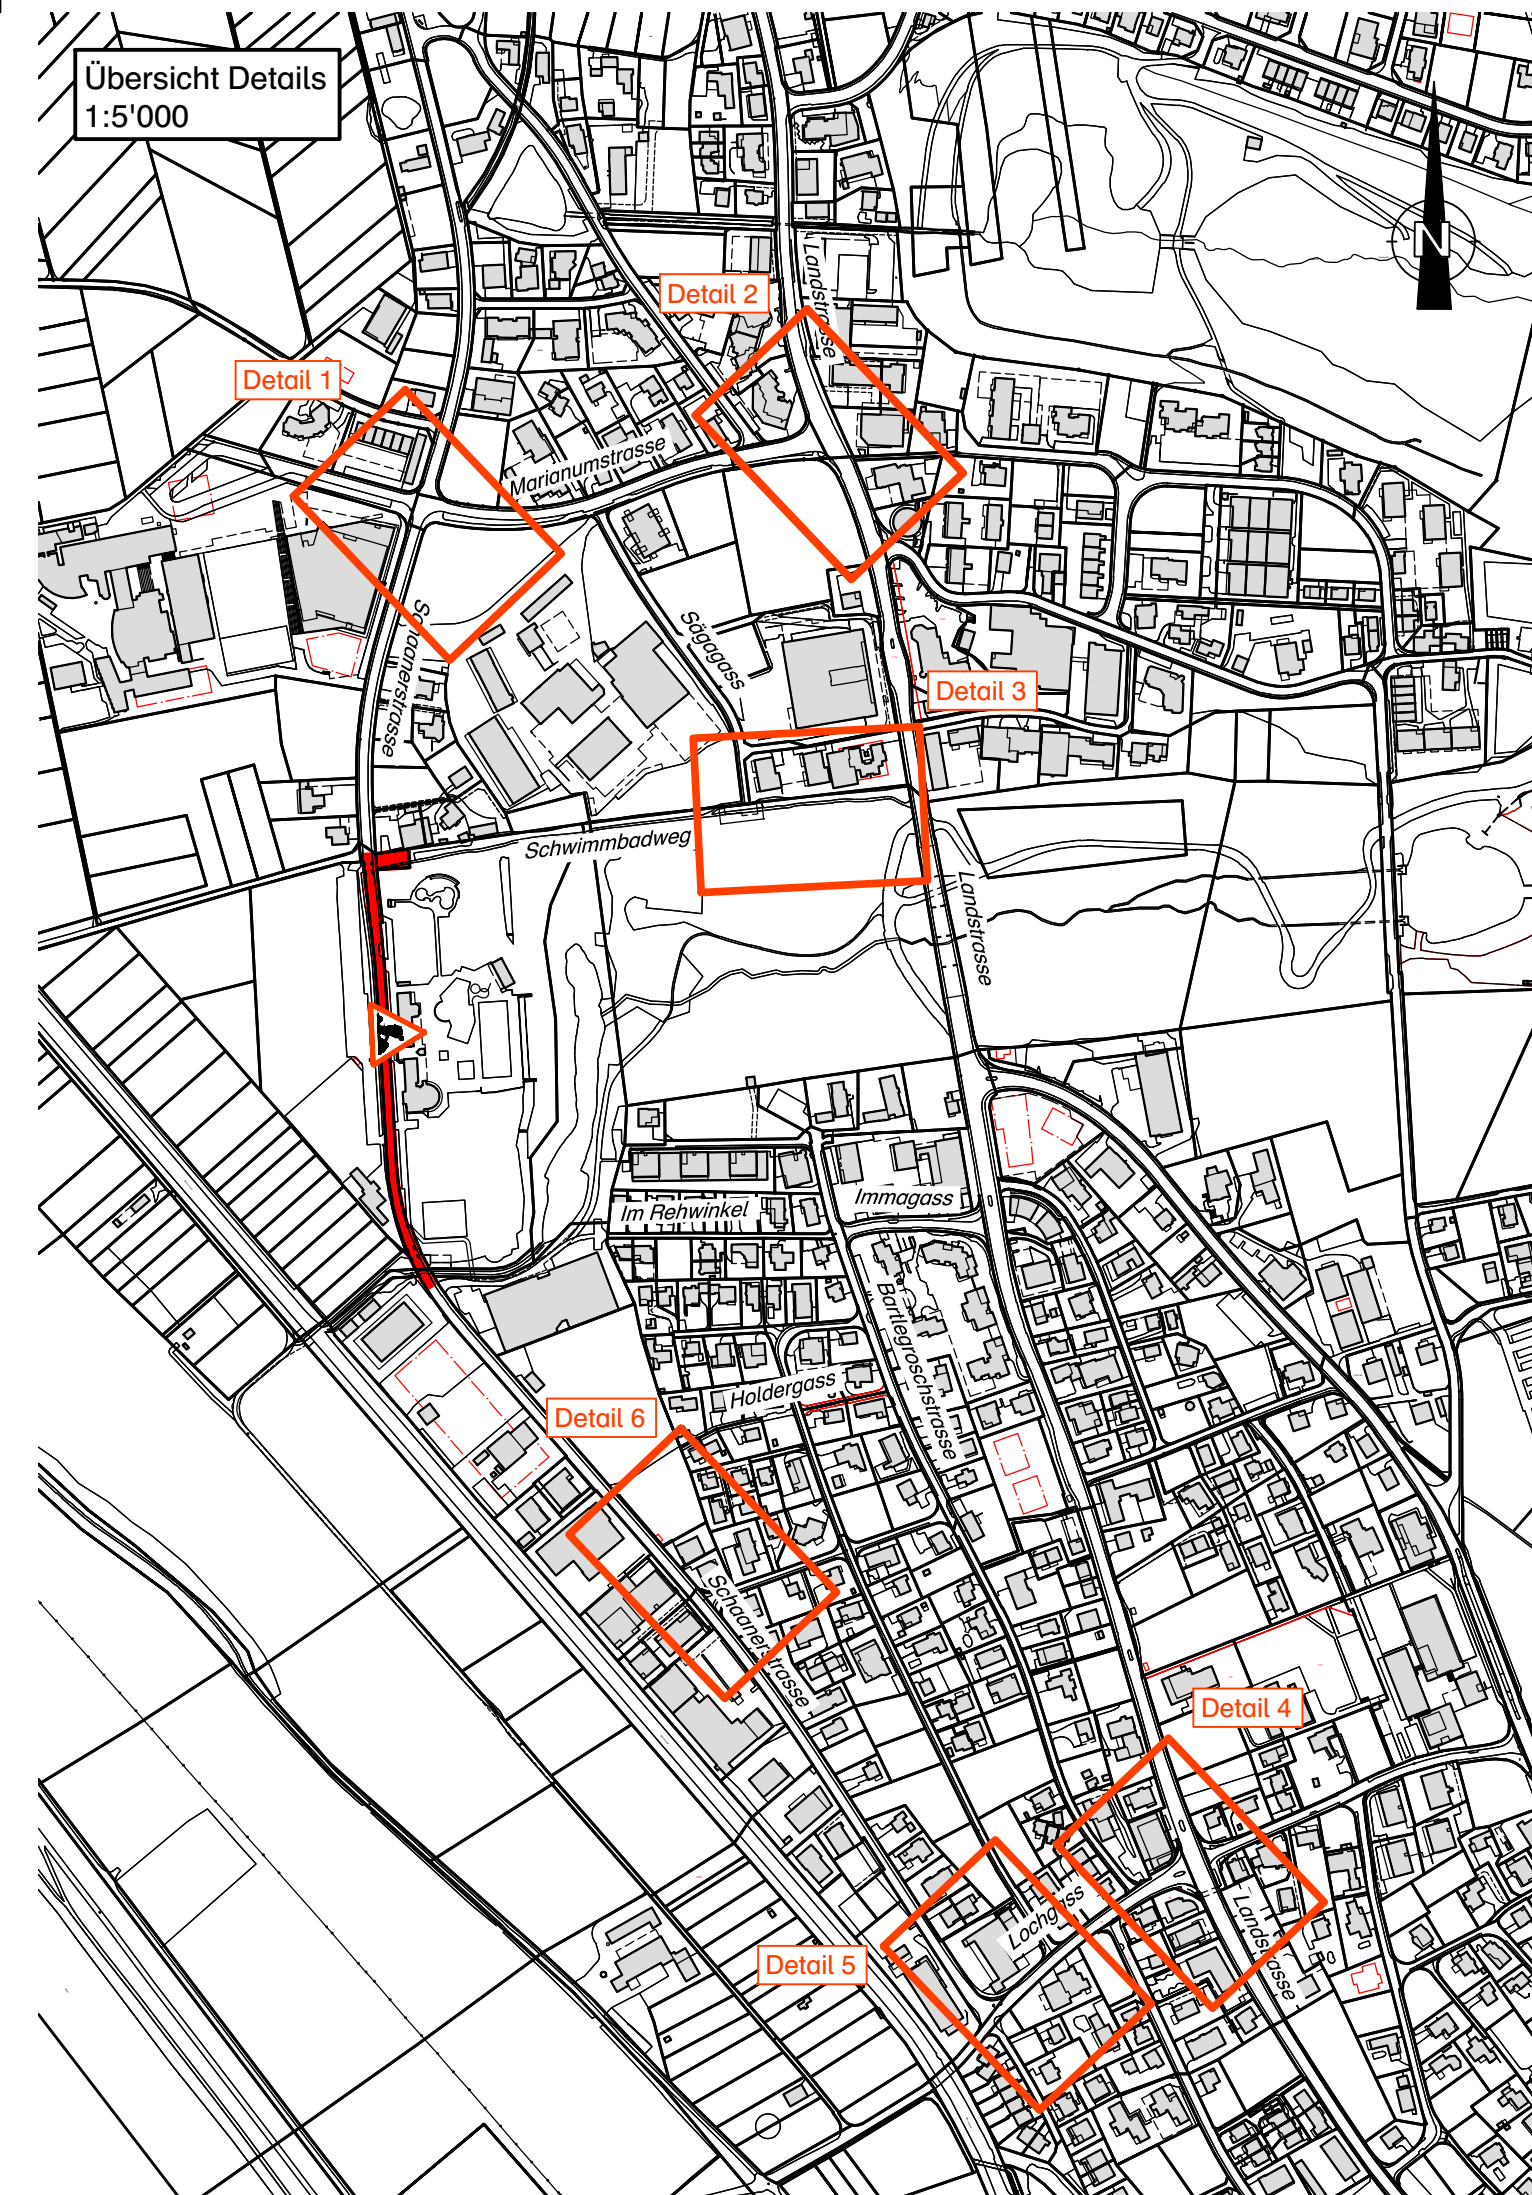 Übersicht Details
1:5'000
N
Landstrasse
Detail 2
Detail 1
Marianumstrasse
Schaanerstrasse
Sägagass
Detail 3
Schwimmbadweg
Landstrasse
Immagass
Im Rehwinkel
Bartlegroschstrasse
Holdergass
Detail 6
Schaanerstrasse
Detail 4
Lochgass
Landstrasse
Detail 5